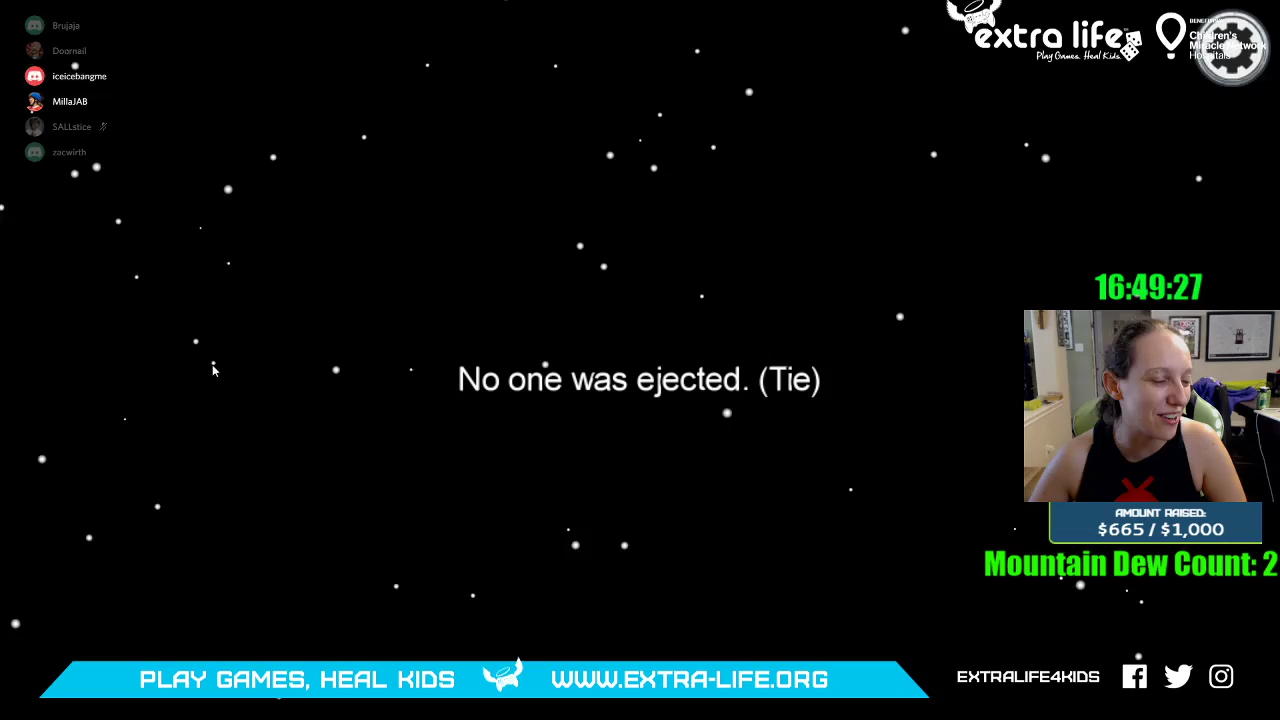 Brujaja
Doornail
iceicebangme
MillaJAB
SALLstice
zacwirth
extra life
Play Games. Heal Kids.
Children's
Miracle Network
Hospitals
No one was ejected. (Tie)
16:49:27
AMOUNT RAISED:
$665 / $1,000
Mountain Dew Count: 2
PLAY GAMES, HEAL KIDS
WWW.EXTRA-LIFE.ORG
EXTRALIFE4KIDS